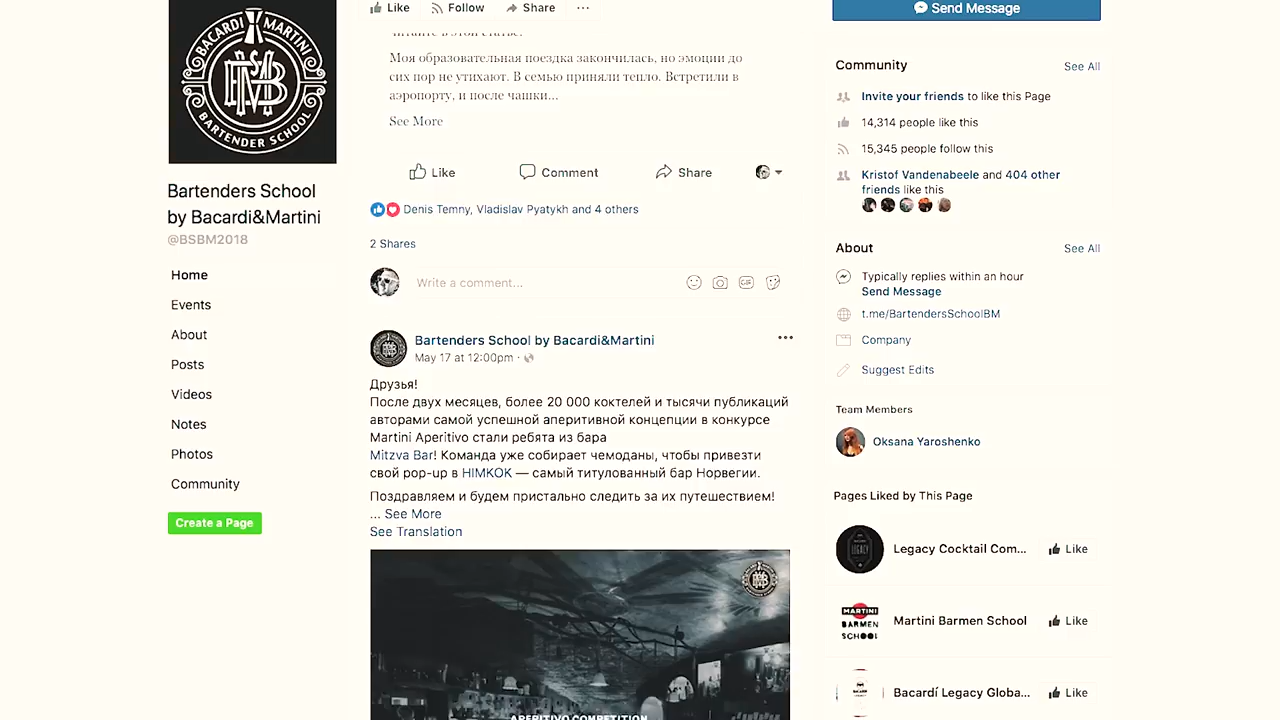 Like
Follow
Share
Send Message
BACARDI MARTINI
BARTENDER SCHOOL
Bartenders School
by Bacardi&Martini
@BSBM2018
Home
Events
About
Posts
Videos
Notes
Photos
Community
Create a Page
читайте в этой статье.
Моя образовательная поездка закончилась, но эмоции до
сих пор не утихают. В семью приняли тепло. Встретили в
аэропорту, и после чашки...
See More
Like
Comment
Share
Denis Temny, Vladislav Pyatykh and 4 others
2 Shares
Write a comment...
GIF
Bartenders School by Bacardi&Martini
May 17 at 12:00pm ·
Друзья!
После двух месяцев, более 20 000 коктелей и тысячи публикаций
авторами самой успешной аперитивной концепции в конкурсе
Martini Aperitivo стали ребята из бара
Mitzva Bar! Команда уже собирает чемоданы, чтобы привезти
свой pop-up в HIMKOK — самый титулованный бар Норвегии.
Поздравляем и будем пристально следить за их путешествием!
... See More
See Translation
APERITIVO COMPETITION
Community
See All
Invite your friends to like this Page
14,314 people like this
15,345 people follow this
Kristof Vandenabeele and 404 other
friends like this
About
See All
Typically replies within an hour
Send Message
t.me/BartendersSchoolBM
Company
Suggest Edits
Team Members
Oksana Yaroshenko
Pages Liked by This Page
LEGACY
Legacy Cocktail Com...
Like
MARTINI
BARMEN
SCHOOL
Martini Barmen School
Like
Bacardí Legacy Globa...
Like